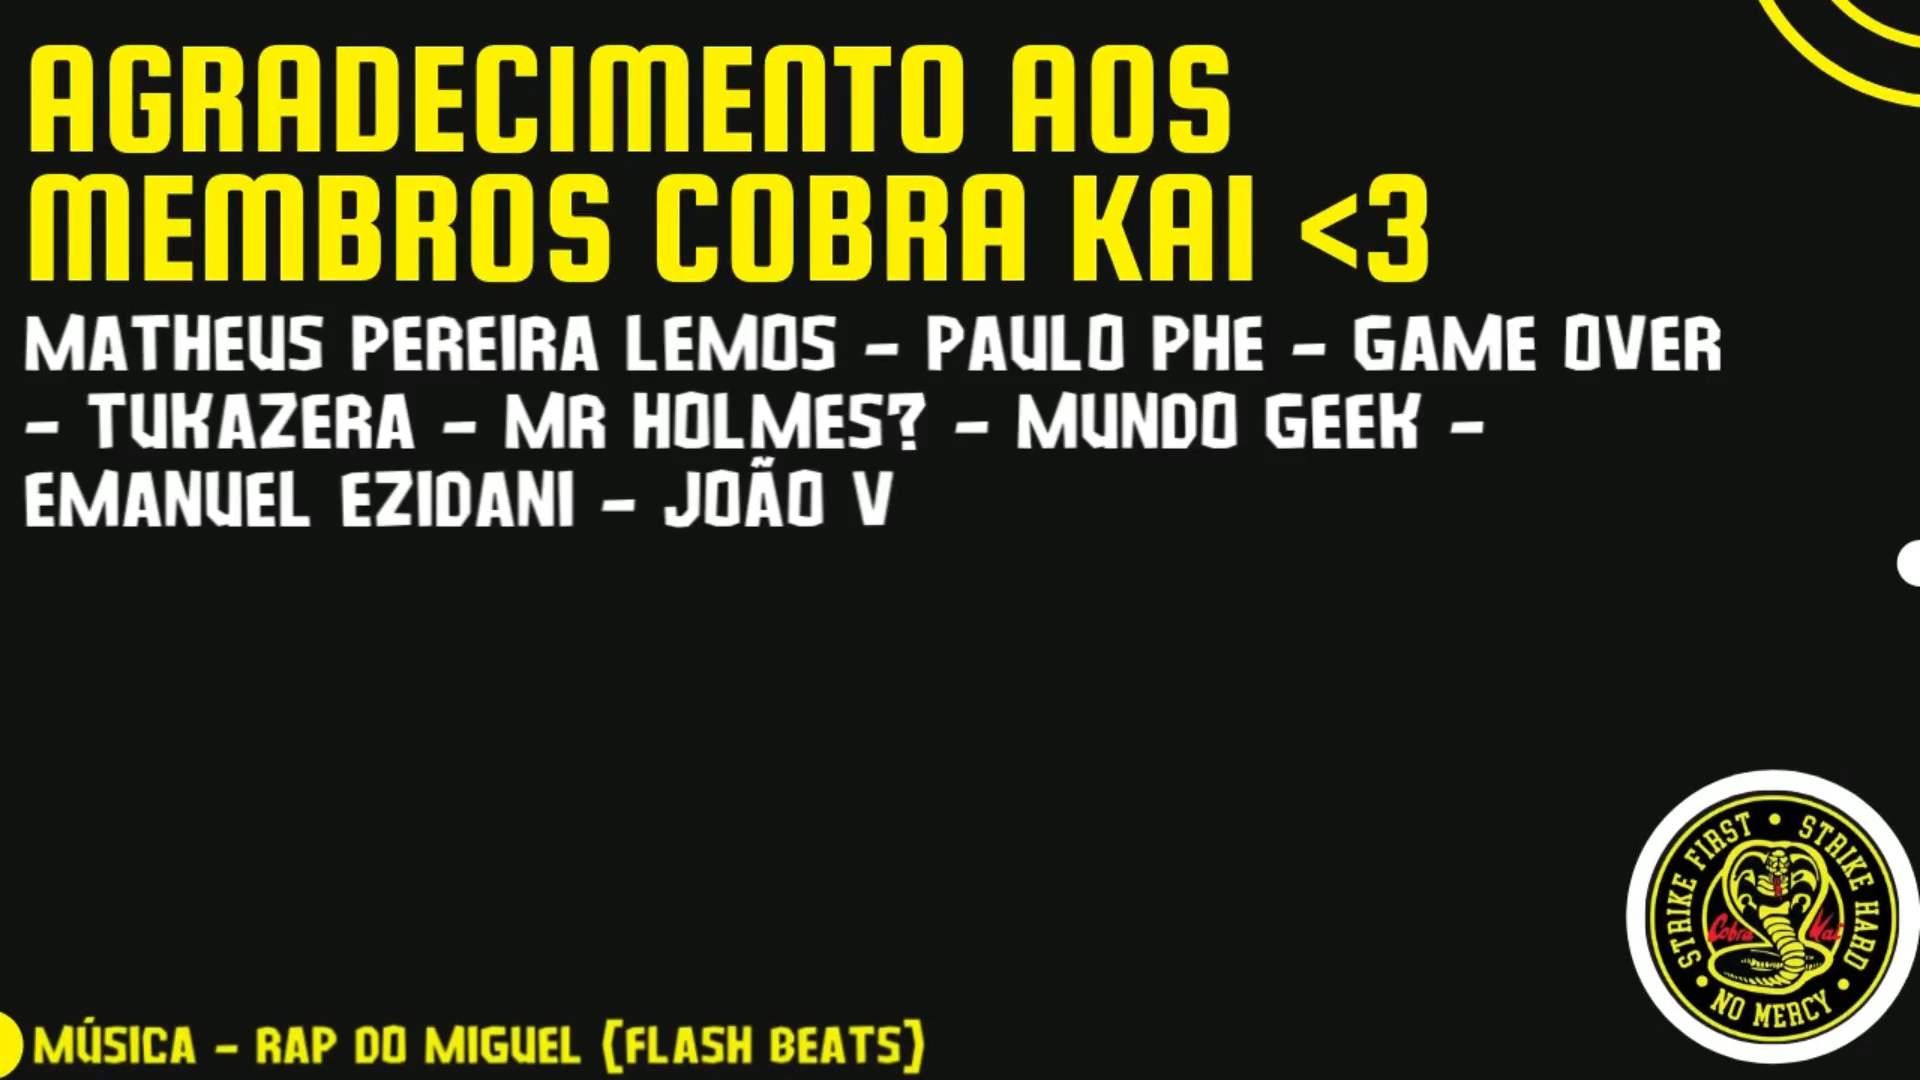 AGRADECIMENTO AOS
MEMBROS COBRA KAI <3
MATHEUS PEREIRA LEMOS - PAULO PHE - GAME OVER
- TUKAZERA - MR HOLMES? - MUNDO GEEK -
EMANUEL EZIDANI - JOÃO V
STRIKE FIRST • STRIKE HARD • NO MERCY •
Cobra Kai
MÚSICA - RAP DO MIGUEL (FLASH BEATS)